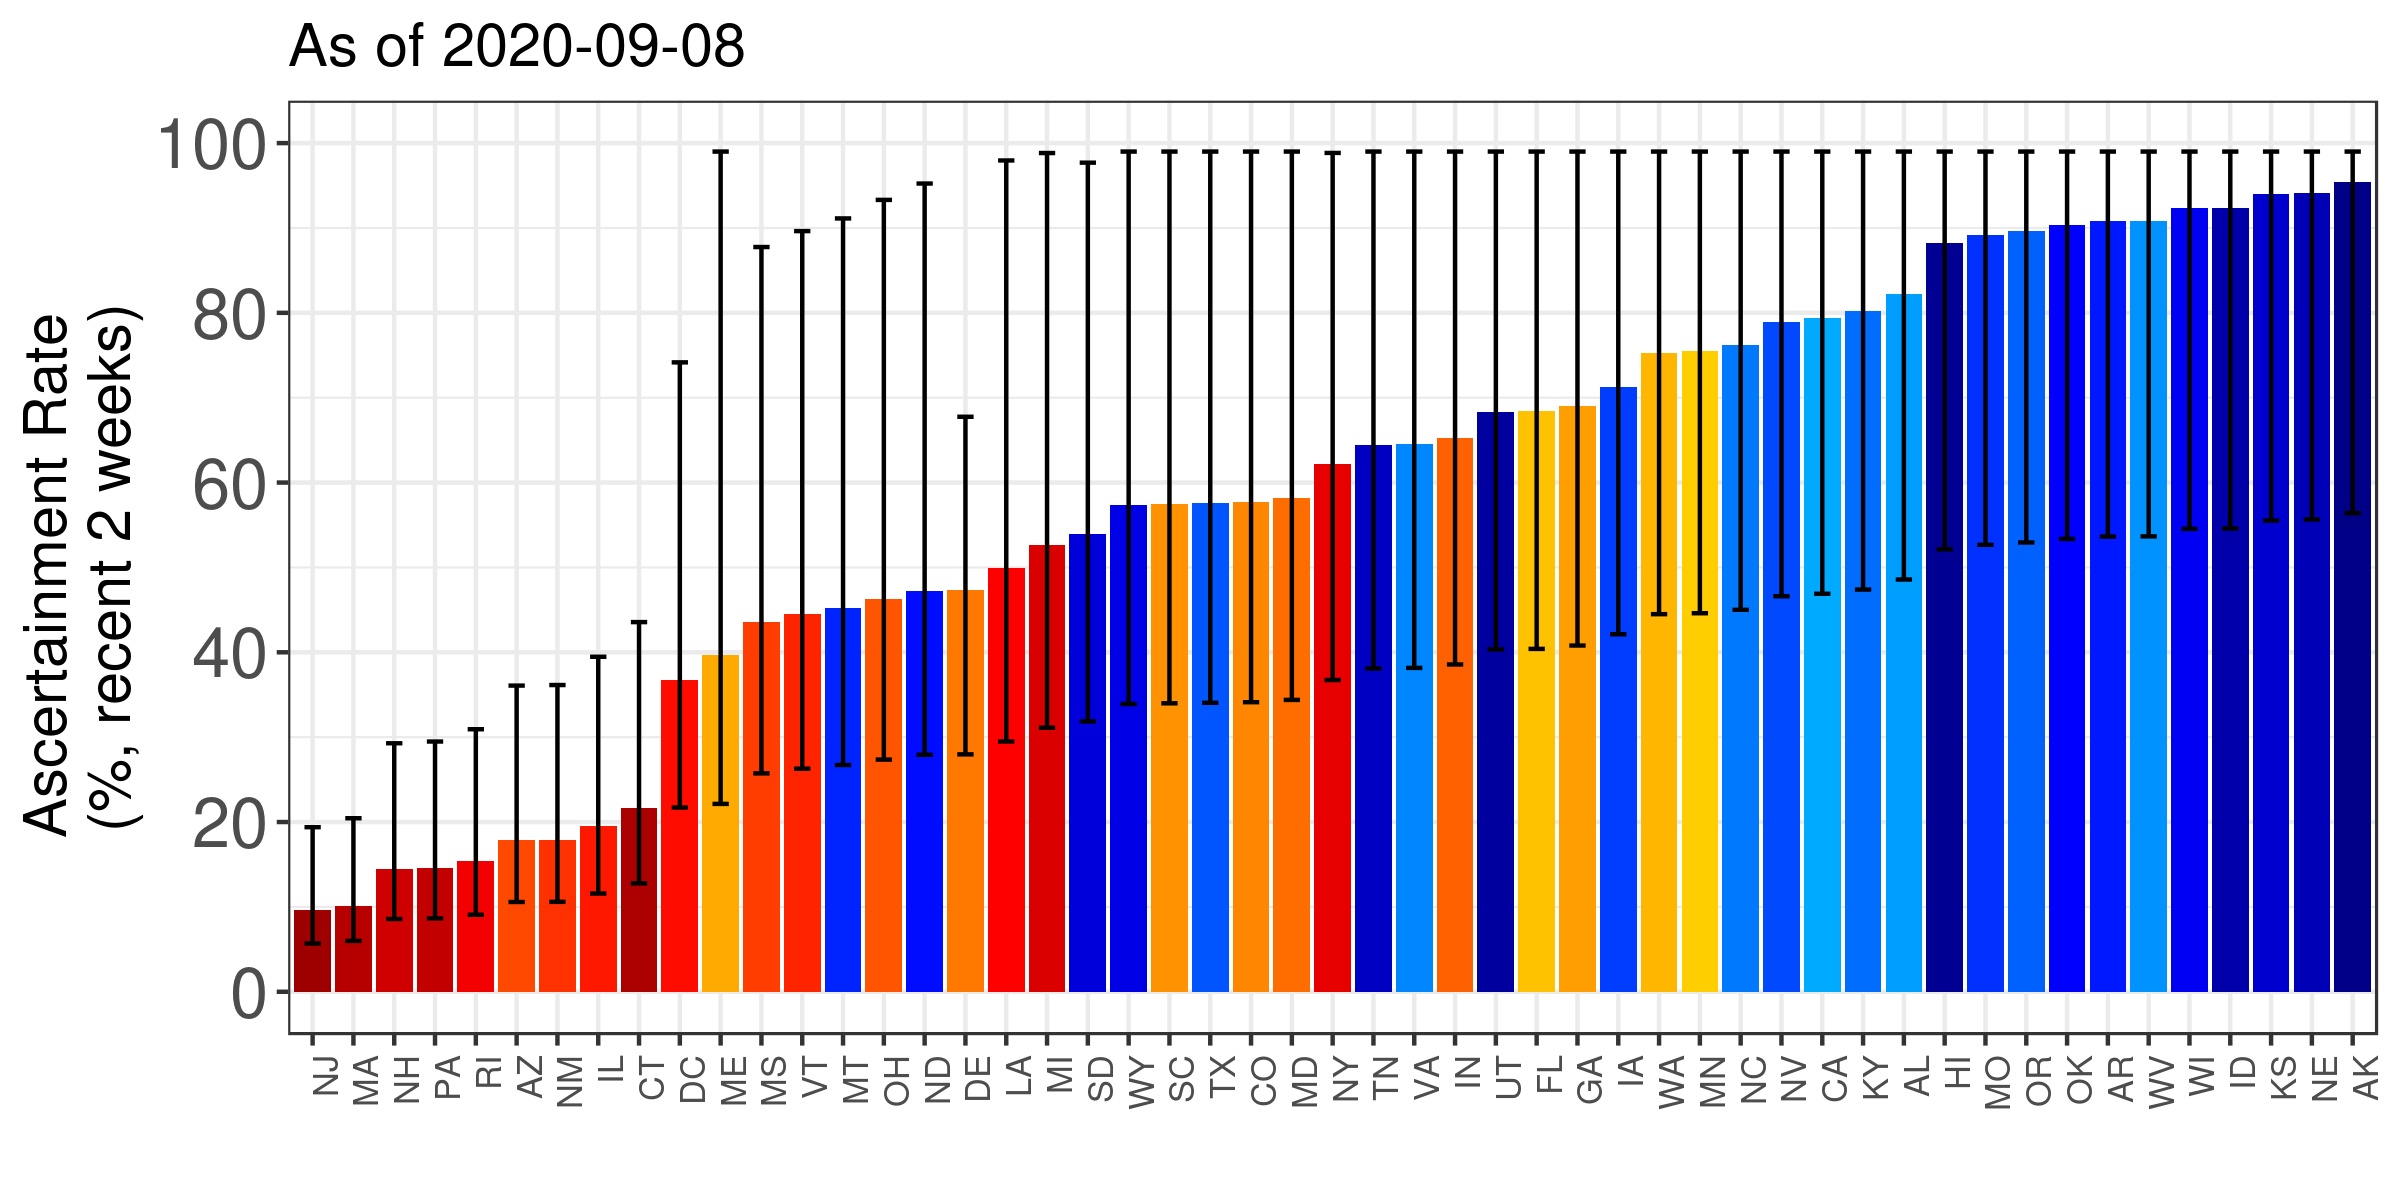 As of 2020-09-08
Ascertainment Rate
(%, recent 2 weeks)
100
80
60
40
20
0
NJ
MA
NH
PA
RI
AZ
NM
IL
CT
DC
ME
MS
VT
MT
OH
ND
DE
LA
MI
SD
WY
SC
TX
CO
MD
NY
TN
VA
IN
UT
FL
GA
IA
WA
MN
NC
NV
CA
KY
AL
HI
MO
OR
OK
AR
WV
WI
ID
KS
NE
AK